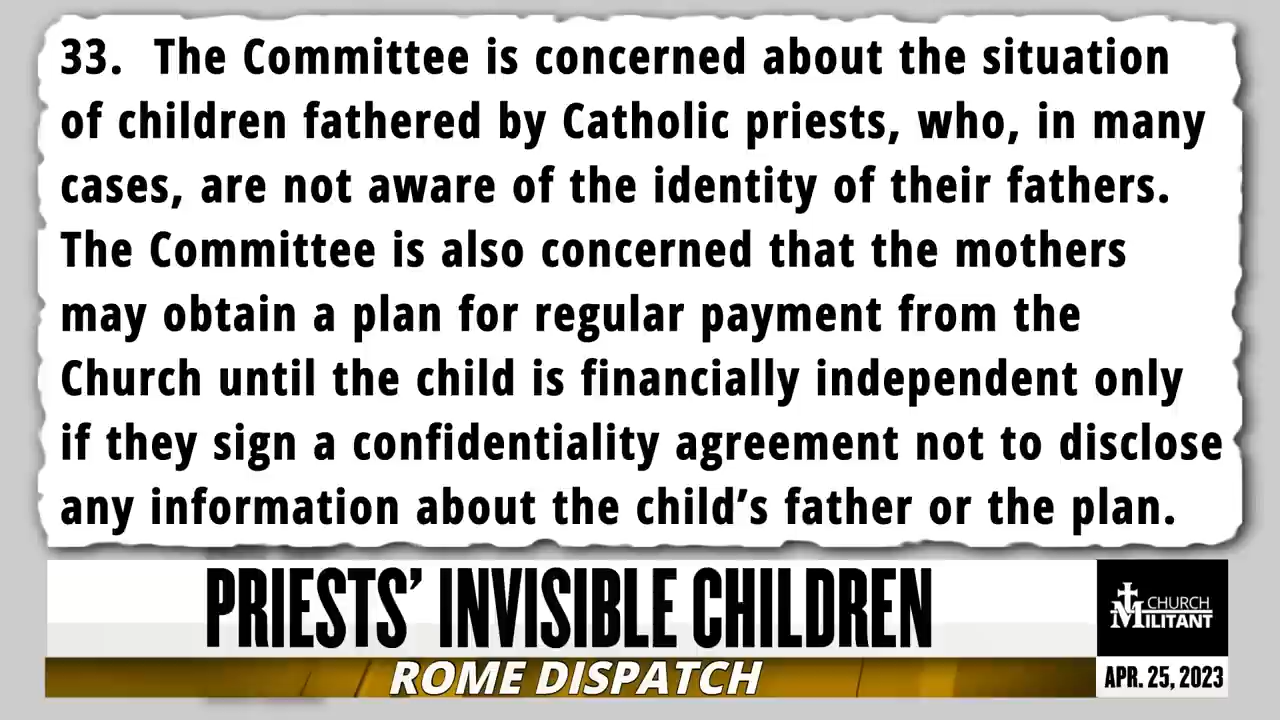 33. The Committee is concerned about the situation
of children fathered by Catholic priests, who, in many
cases, are not aware of the identity of their fathers.
The Committee is also concerned that the mothers
may obtain a plan for regular payment from the
Church until the child is financially independent only
if they sign a confidentiality agreement not to disclose
any information about the child’s father or the plan.
PRIESTS’ INVISIBLE CHILDREN
CHURCH
MILITANT
ROME DISPATCH
APR. 25, 2023